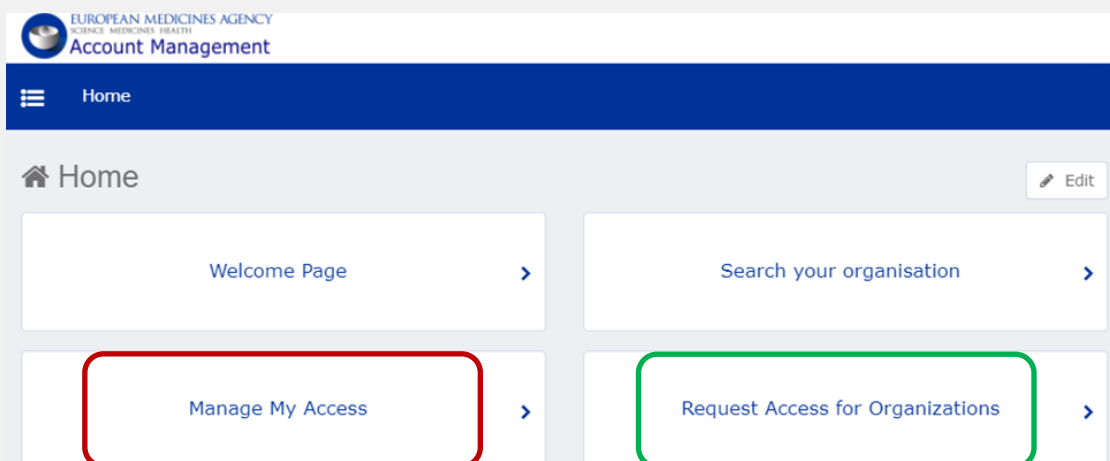 EUROPEAN MEDICINES AGENCY
SCIENCE MEDICINES HEALTH
Account Management
Home
Home
Edit
Welcome Page
Search your organisation
Manage My Access
Request Access for Organizations